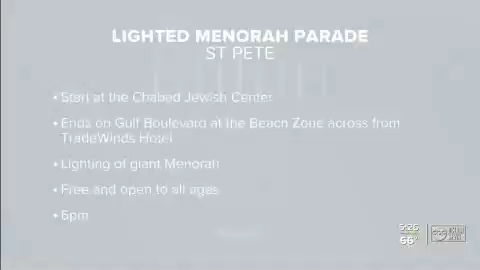 LIGHTED MENORAH PARADE
ST PETE
• Start at the Chabad Jewish Center
• Ends on Gulf Boulevard at the Beach Zone across from
TradeWinds Hotel
• Lighting of giant Menorah
• Free and open to all ages
• 6pm
5:26
66°
abc